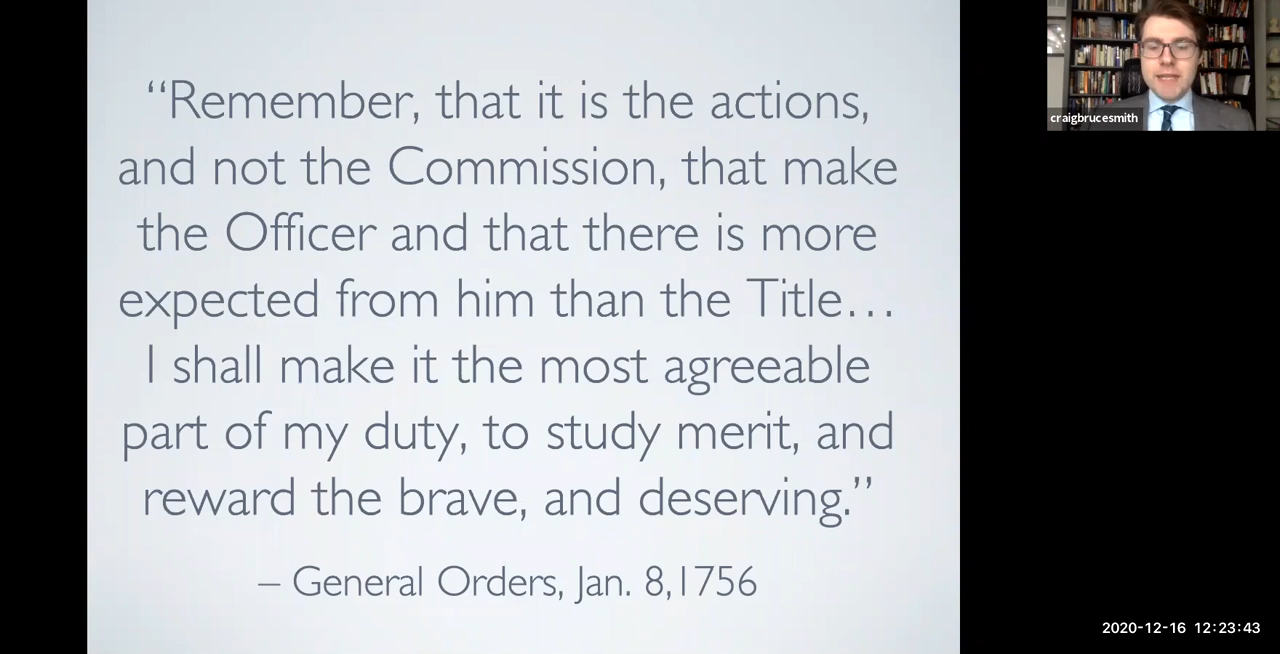 “Remember, that it is the actions,
and not the Commission, that make
the Officer and that there is more
expected from him than the Title…
I shall make it the most agreeable
part of my duty, to study merit, and
reward the brave, and deserving.”
– General Orders, Jan. 8,1756
craigbrucesmith
2020-12-16 12:23:43